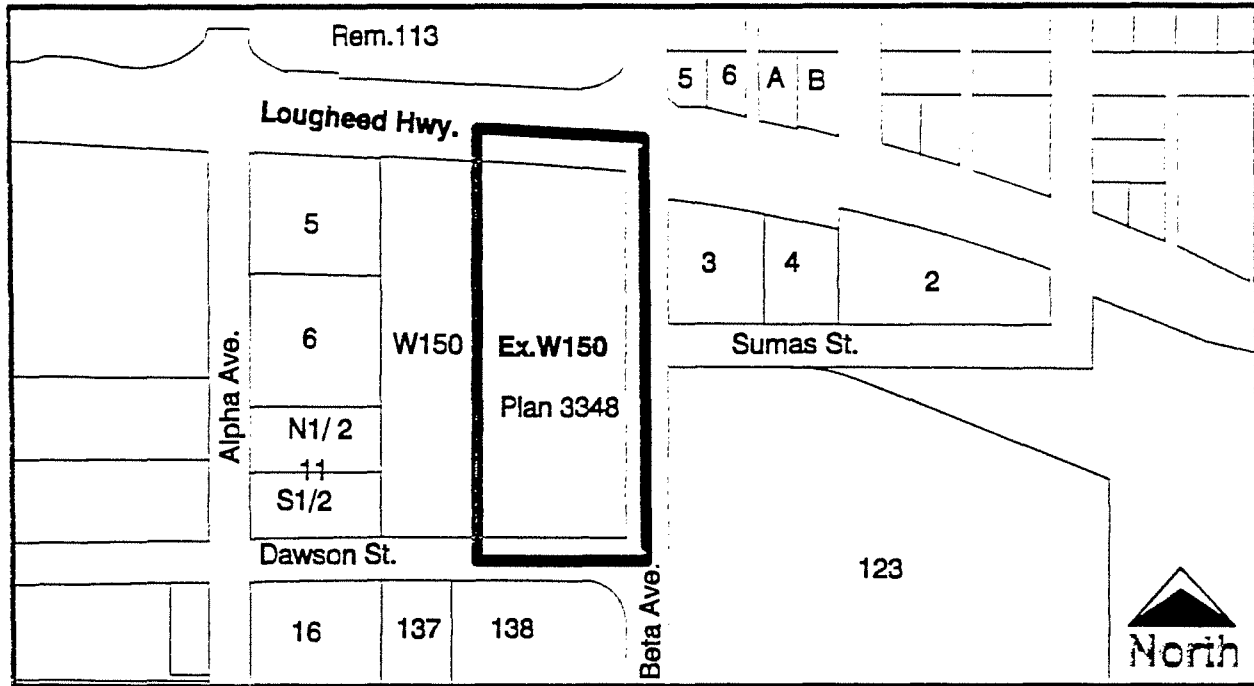 Rem.113
5 6 A B
Lougheed Hwy.
5
3
4
2
6
W150
Ex.W150
Sumas St.
Plan 3348
Alpha Ave.
N1/2
11
S1/2
Dawson St.
123
16
137
138
Beta Ave.
North